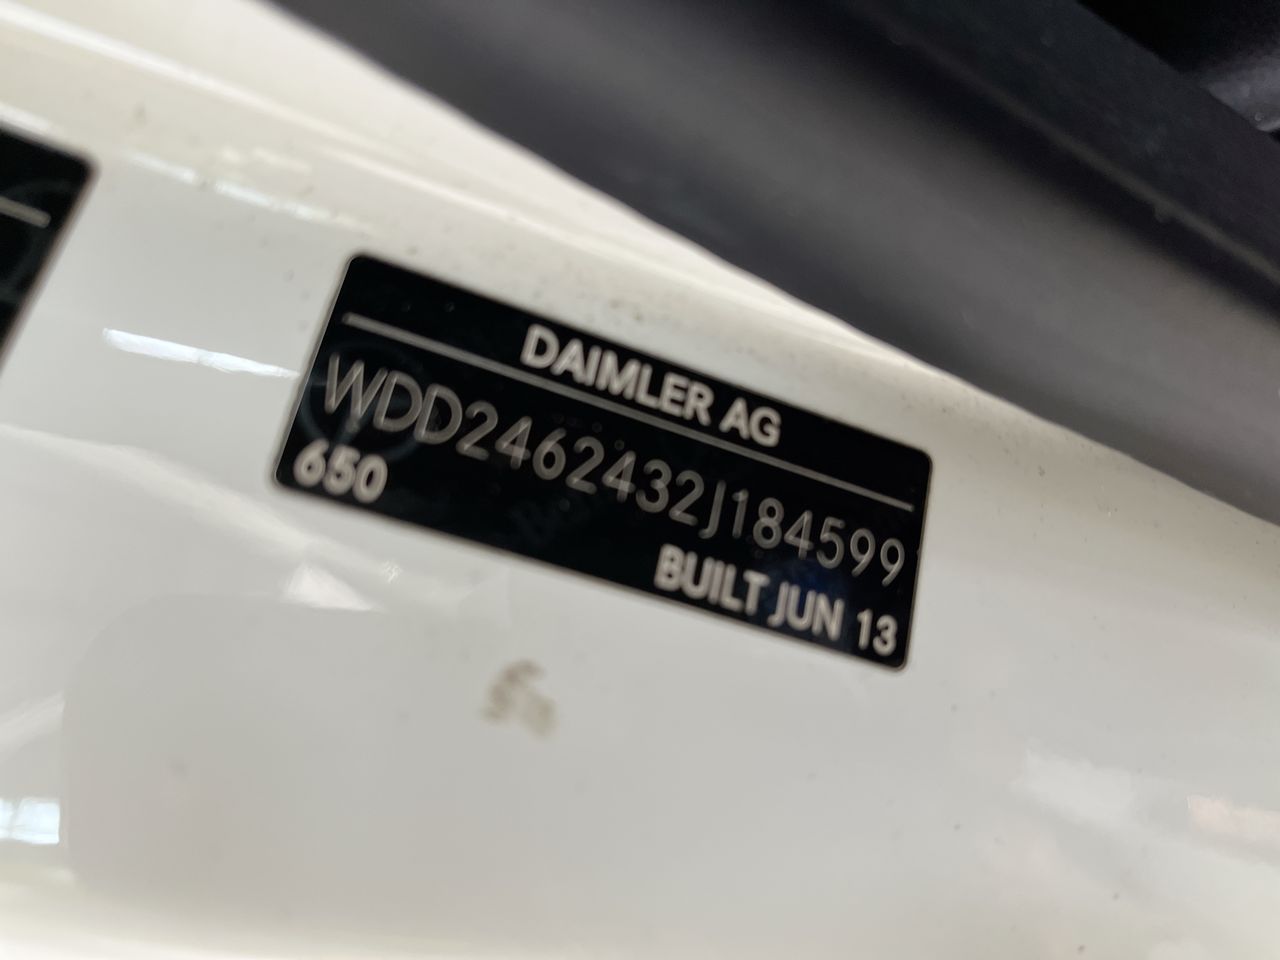 DAIMLER AG
WDD2462432J184599
650
BUILT JUN 13